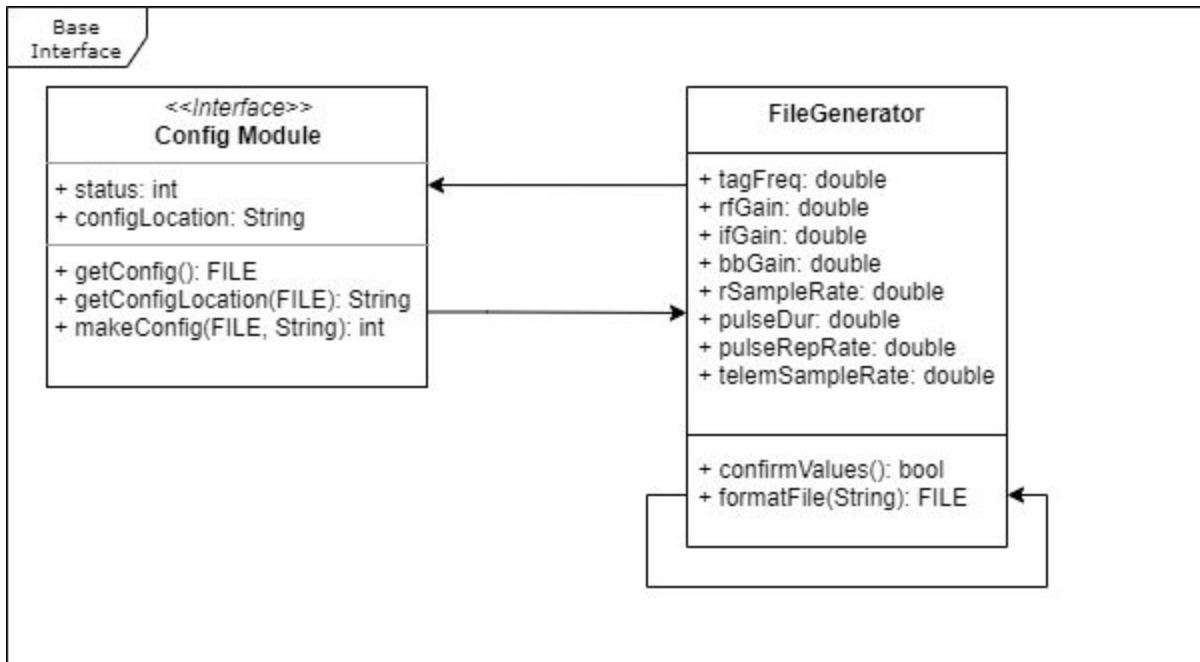 Base
Interface
<<Interface>>
Config Module
+ status: int
+ configLocation: String
+ getConfig(): FILE
+ getConfigLocation(FILE): String
+ makeConfig(FILE, String): int
FileGenerator
+ tagFreq: double
+ rfGain: double
+ ifGain: double
+ bbGain: double
+ rSampleRate: double
+ pulseDur: double
+ pulseRepRate: double
+ telemSampleRate: double
+ confirmValues(): bool
+ formatFile(String): FILE